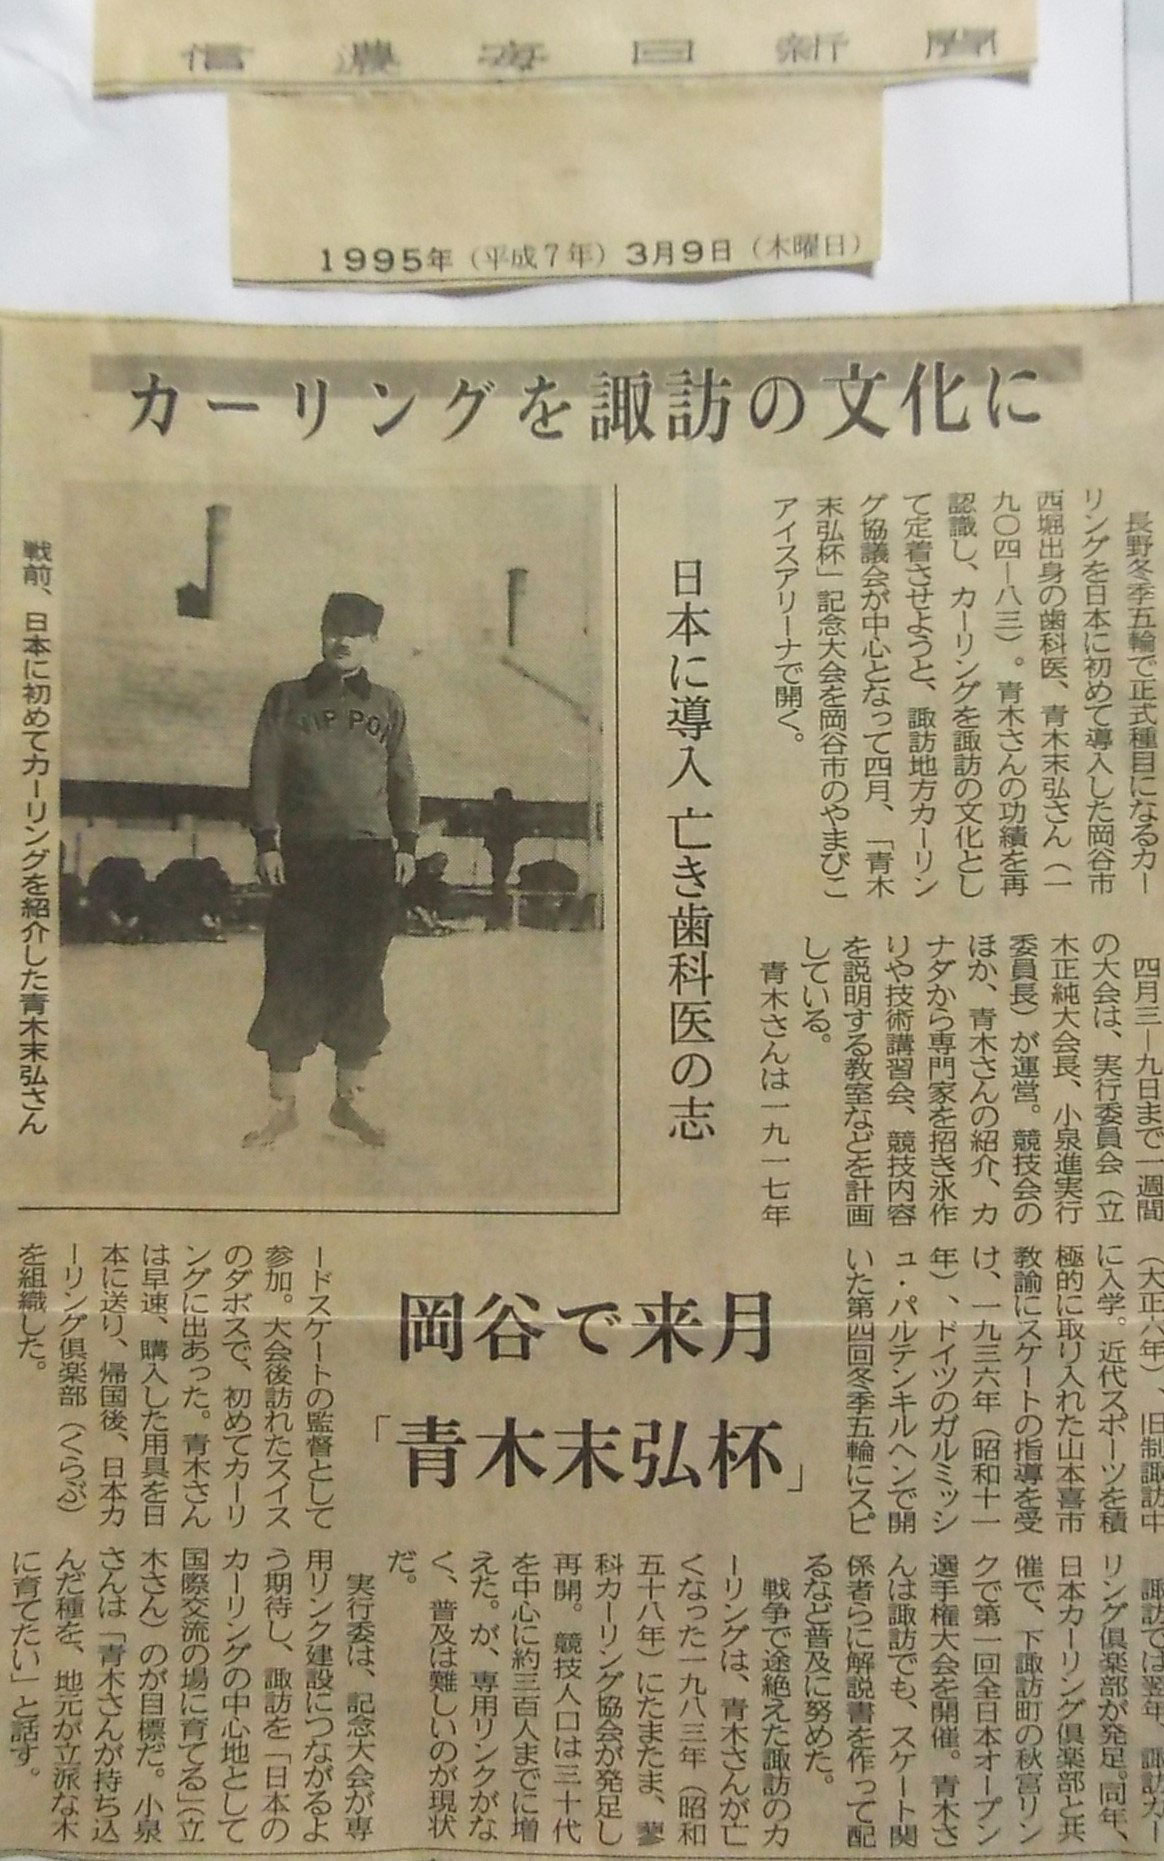 信濃毎日新聞
1995年（平成7年）3月9日（木曜日）
カーリングを諏訪の文化に
日本に導入 亡き歯科医の志
長野冬季五輪で正式種目になるカー
リングを日本に初めて導入した岡谷市
西堀出身の歯科医、青木末弘さん（一
九〇四－八三）。青木さんの功績を再
認識し、カーリングを諏訪の文化とし
て定着させようと、諏訪地方カーリン
グ協議会が中心となって四月、「青木
末弘杯」記念大会を岡谷市のやまびこ
アイスアリーナで開く。
戦前、日本に初めてカーリングを紹介した青木末弘さん
NIPPON
四月三－九日まで一週間
の大会は、実行委員会（立
木正純大会長、小泉進実行
委員長）が運営。競技会の
ほか、青木さんの紹介、カ
ナダから専門家を招き氷作
りや技術講習会、競技内容
を説明する教室などを計画
している。
青木さんは一九一七年
（大正六年）、旧制諏訪中
に入学。近代スポーツを積
極的に取り入れた山本喜市
教諭にスケートの指導を受
け、一九三六年（昭和十一
年）、ドイツのガルミッシ
ュ・パルテンキルヘンで開
いた第四回冬季五輪にスピ
岡谷で来月
「青木末弘杯」
ードスケートの監督として
参加。大会後訪れたスイス
のダボスで、初めてカーリ
ングに出あった。青木さん
は早速、購入した用具を日
本に送り、帰国後、日本カ
ーリング倶楽部（くらぶ）
を組織した。
諏訪では翌年、諏訪カー
リング倶楽部が発足。同年、
日本カーリング倶楽部と共
催で、下諏訪町の秋宮リン
クで第一回全日本オープン
選手権大会を開催。青木さ
んは諏訪でも、スケート関
係者らに解説書を作って配
るなど普及に努めた。
戦争で途絶えた諏訪のカ
ーリングは、青木さんが亡
くなった一九八三年（昭和
五十八年）にたまたま、蓼
科カーリング協会が発足し
再開。競技人口は三十代
を中心に約三百人までに増
えた。が、専用リンクがな
く、普及は難しいのが現状
だ。
実行委は、記念大会が専
用リンク建設につながるよ
う期待し、諏訪を「日本の
カーリングの中心地として
国際交流の場に育てる」（立
木さん）のが目標だ。小泉
さんは「青木さんが持ち込
んだ種を、地元が立派な木
に育てたい」と話す。